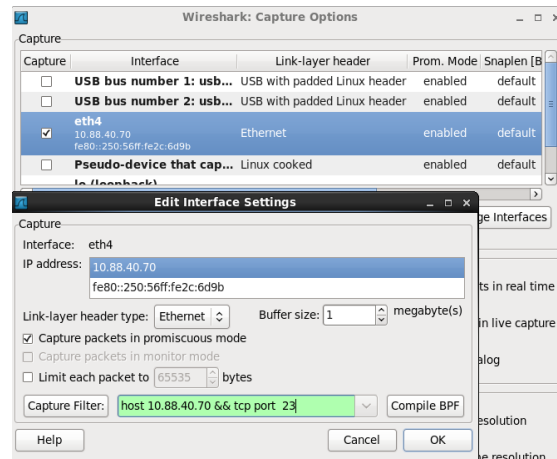 Wireshark: Capture Options
Capture
Capture Interface Link-layer header Prom. Mode Snaplen [B
USB bus number 1: usb... USB with padded Linux header enabled default
USB bus number 2: usb... USB with padded Linux header enabled default
eth4
10.88.40.70 Ethernet enabled default
fe80::250:56ff:fe2c:6d9b
Pseudo-device that cap... Linux cooked enabled default
lo (loopback)
Edit Interface Settings
ge Interfaces
Capture
Interface: eth4
IP address: 10.88.40.70
fe80::250:56ff:fe2c:6d9b
ts in real time
Link-layer header type: Ethernet Buffer size: 1 megabyte(s)
in live capture
Capture packets in promiscuous mode
Capture packets in monitor mode
alog
Limit each packet to 65535 bytes
Capture Filter: host 10.88.40.70 && tcp port 23 Compile BPF
esolution
Help Cancel OK
ne resolution